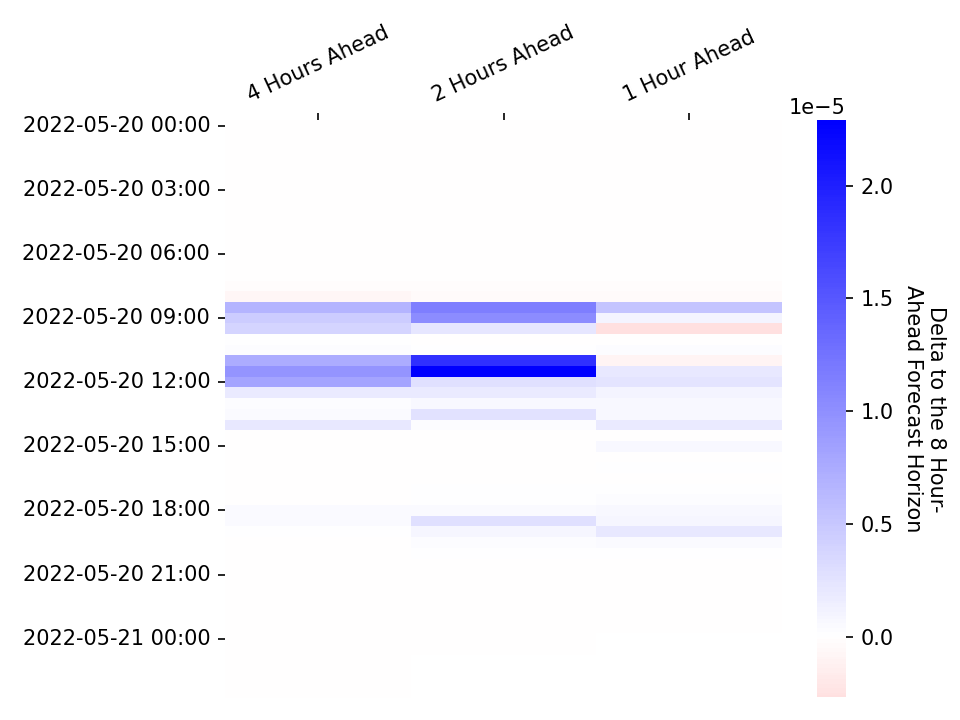 4 Hours Ahead
2 Hours Ahead
1 Hour Ahead
1e−5
2022-05-20 00:00
2022-05-20 03:00
2022-05-20 06:00
2022-05-20 09:00
2022-05-20 12:00
2022-05-20 15:00
2022-05-20 18:00
2022-05-20 21:00
2022-05-21 00:00
2.0
1.5
1.0
0.5
0.0
Delta to the 8 Hour-
Ahead Forecast Horizon